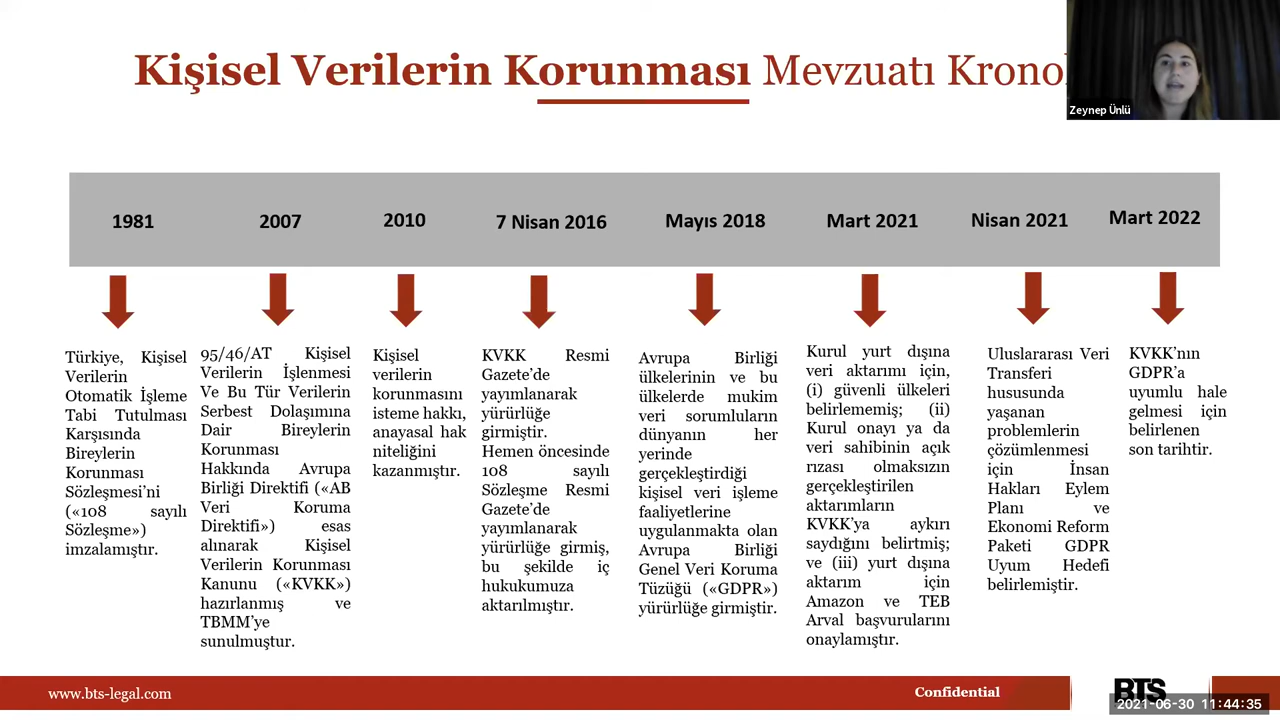 Kişisel Verilerin Korunması Mevzuatı Kronol
Zeynep Ünlü
1981
2007
2010
7 Nisan 2016
Mayıs 2018
Mart 2021
Nisan 2021
Mart 2022
Türkiye, Kişisel
Verilerin
Otomatik İşleme
Tabi Tutulması
Karşısında
Bireylerin
Korunması
Sözleşmesi’ni
(«108 sayılı
Sözleşme»)
imzalamıştır.
95/46/AT Kişisel
Verilerin İşlenmesi
Ve Bu Tür Verilerin
Serbest Dolaşımına
Dair Bireylerin
Korunması
Hakkında Avrupa
Birliği Direktifi («AB
Veri Koruma
Direktifi») esas
alınarak Kişisel
Verilerin Korunması
Kanunu («KVKK»)
hazırlanmış ve
TBMM’ye
sunulmuştur.
Kişisel
verilerin
korunmasını
isteme hakkı,
anayasal hak
niteliğini
kazanmıştır.
KVKK Resmi
Gazete’de
yayımlanarak
yürürlüğe
girmiştir.
Hemen öncesinde
108 sayılı
Sözleşme Resmi
Gazete’de
yayımlanarak
yürürlüğe girmiş,
bu şekilde iç
hukukumuza
aktarılmıştır.
Avrupa Birliği
ülkelerinin ve bu
ülkelerde mukim
veri sorumluların
dünyanın her
yerinde
gerçekleştirdiği
kişisel veri işleme
faaliyetlerine
uygulanmakta olan
Avrupa Birliği
Genel Veri Koruma
Tüzüğü («GDPR»)
yürürlüğe girmiştir.
Kurul yurt dışına
veri aktarımı için,
(i) güvenli ülkeleri
belirlememiş; (ii)
Kurul onayı ya da
veri sahibinin açık
rızası olmaksızın
gerçekleştirilen
aktarımların
KVKK’ya aykırı
saydığını belirtmiş;
ve (iii) yurt dışına
aktarım için
Amazon ve TEB
Arval başvurularını
onaylamıştır.
Uluslararası Veri
Transferi
hususunda
yaşanan
problemlerin
çözümlenmesi
için İnsan
Hakları Eylem
Planı ve
Ekonomi Reform
Paketi GDPR
Uyum Hedefi
belirlemiştir.
KVKK’nın
GDPR’a
uyumlu hale
gelmesi için
belirlenen
son tarihtir.
www.bts-legal.com
Confidential
BTS
2021-06-30 11:44:35